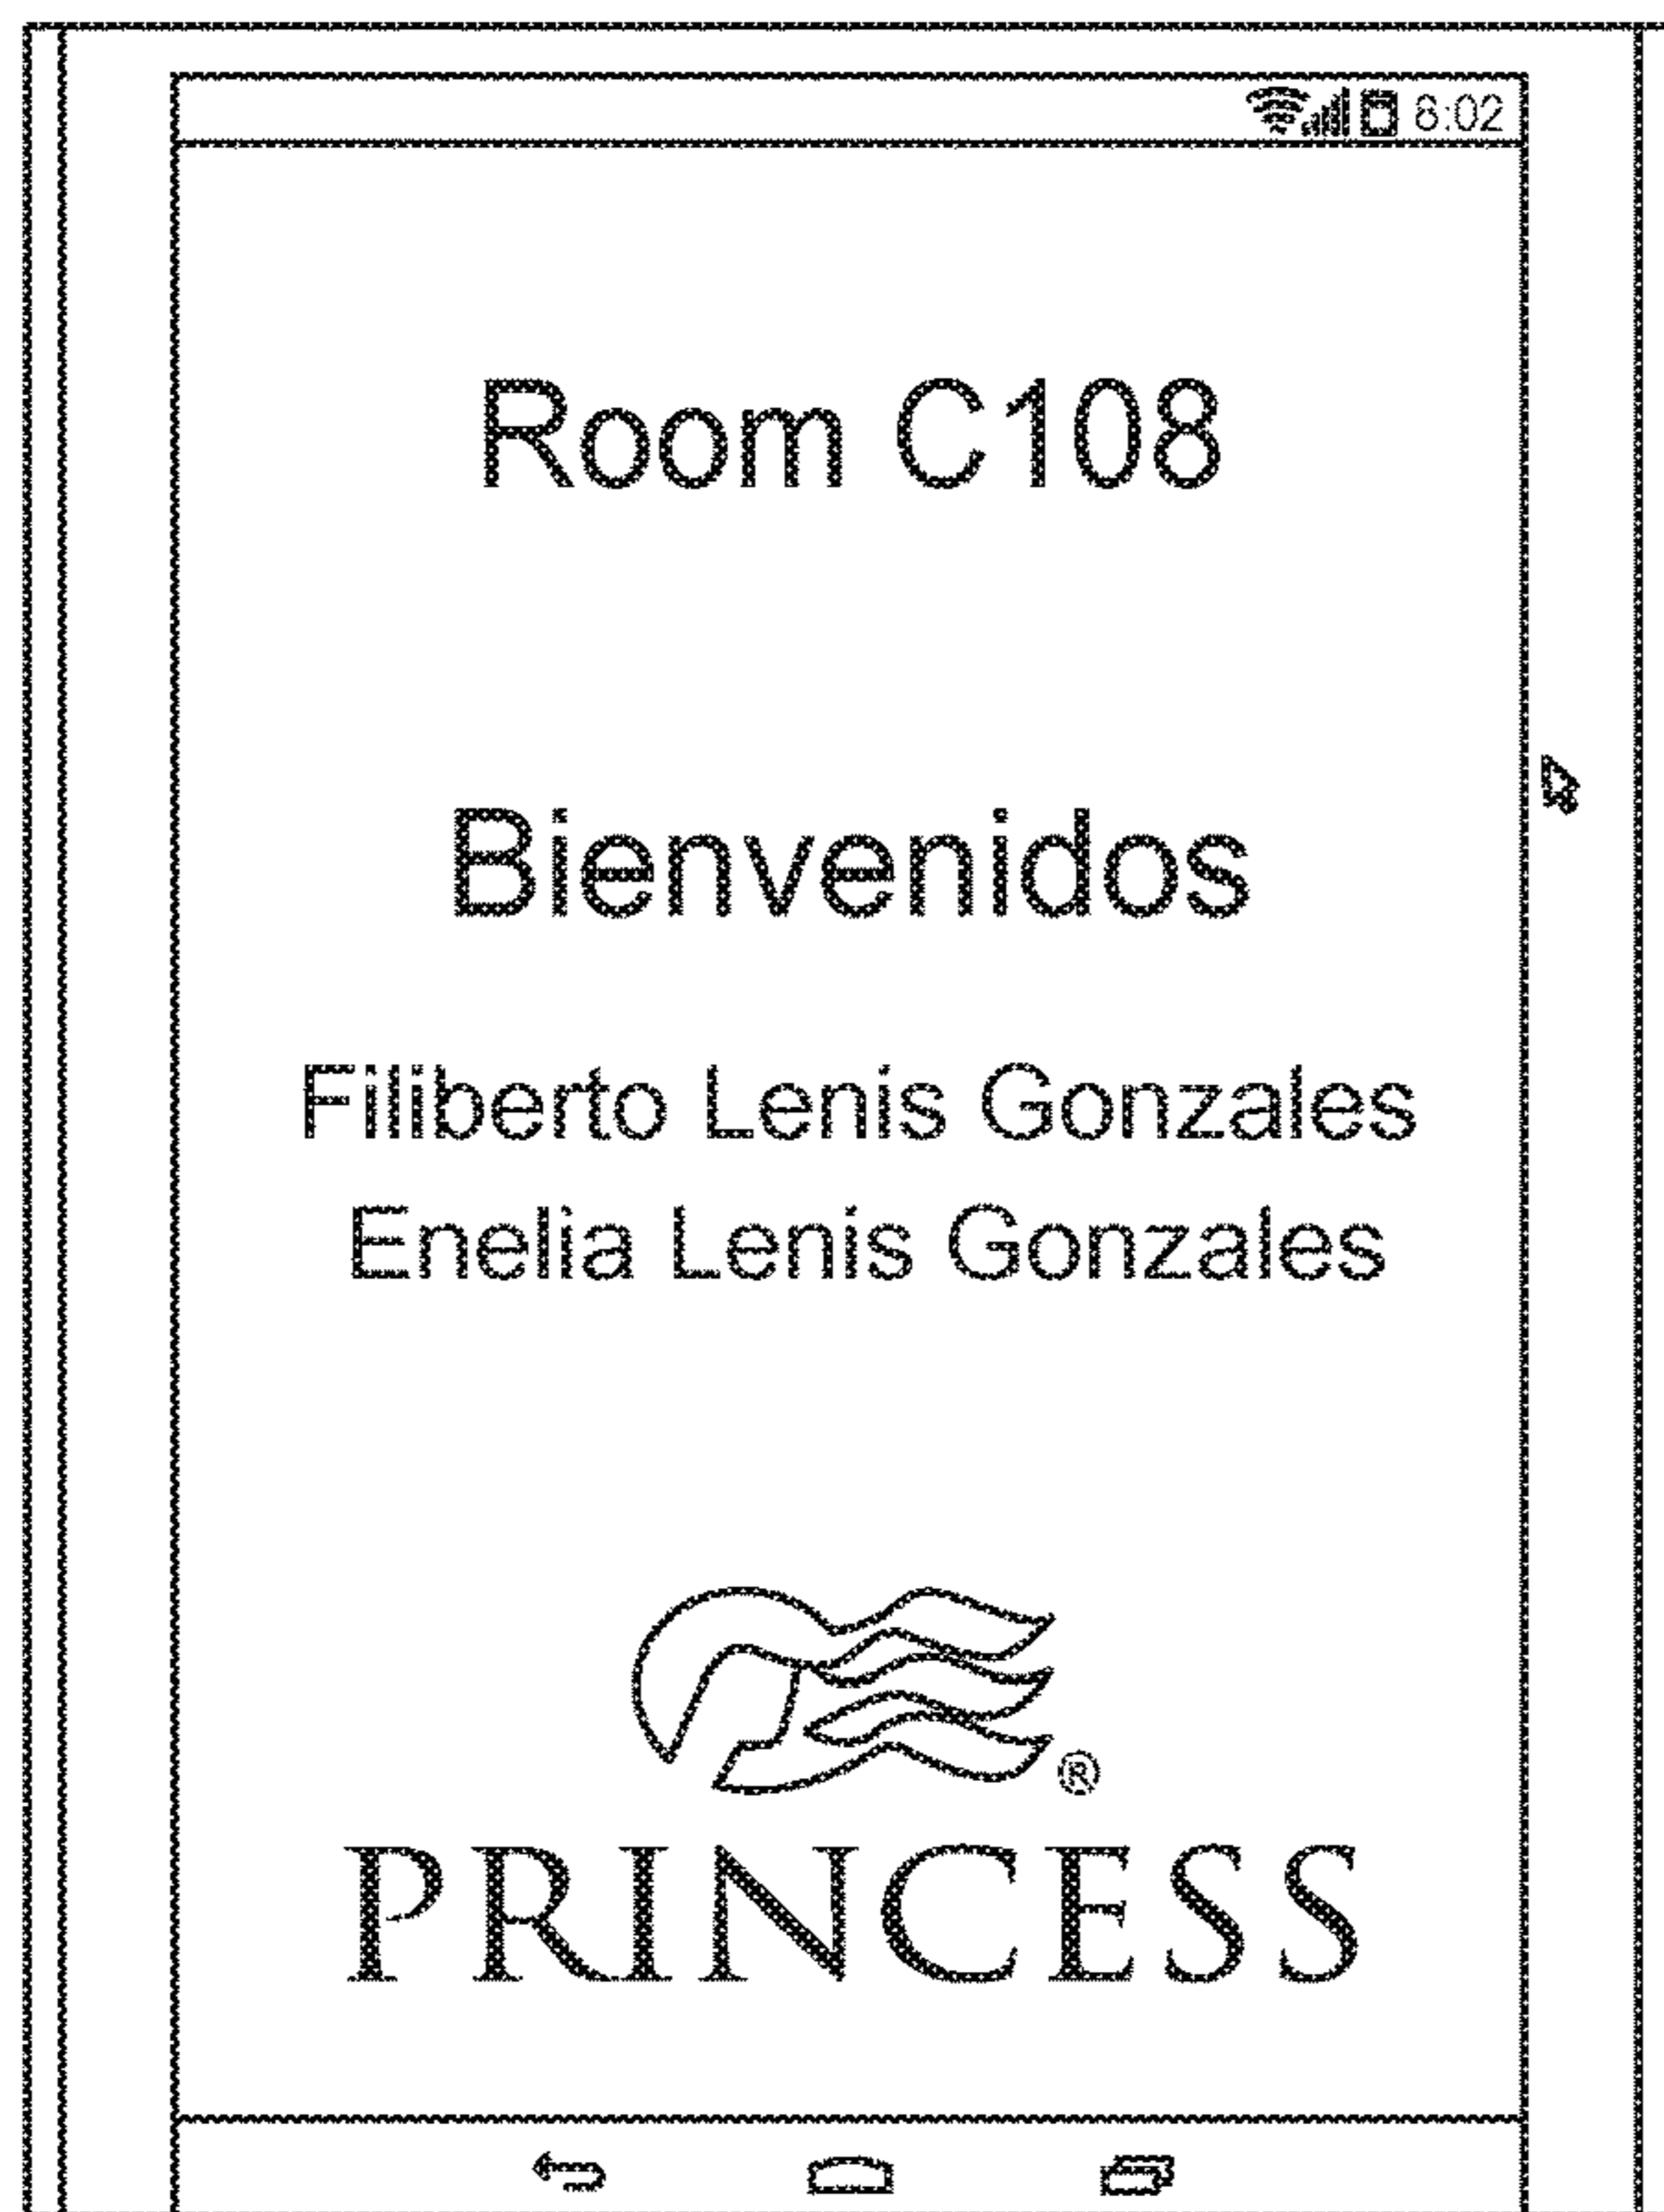 8:02
Room C108
Bienvenidos
Filiberto Lenis Gonzales
Enelia Lenis Gonzales
®
PRINCESS